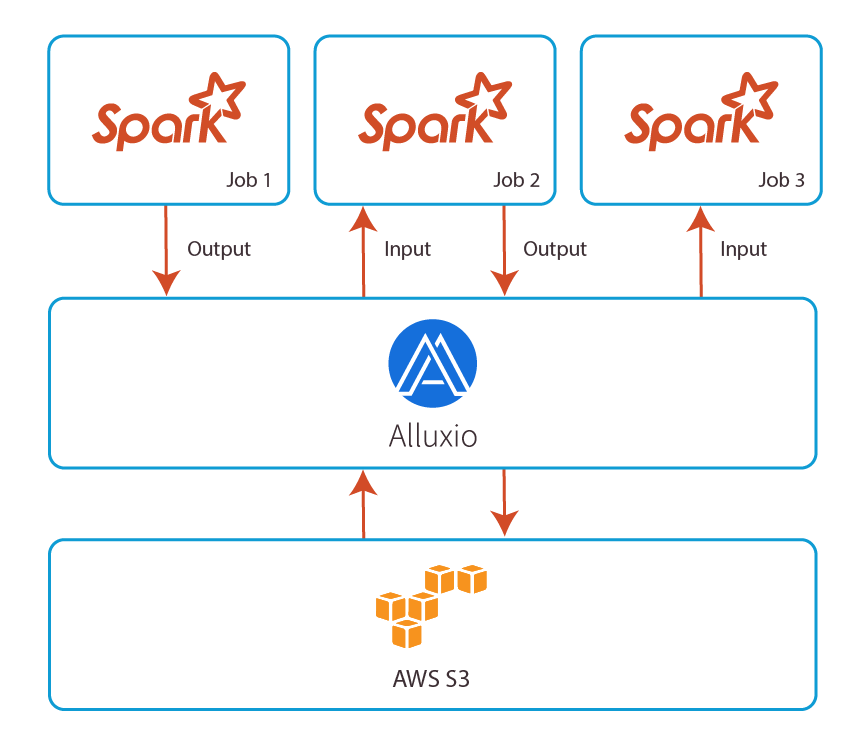 Spark
Job 1
Spark
Job 2
Spark
Job 3
Output
Input
Output
Input
Alluxio
AWS S3